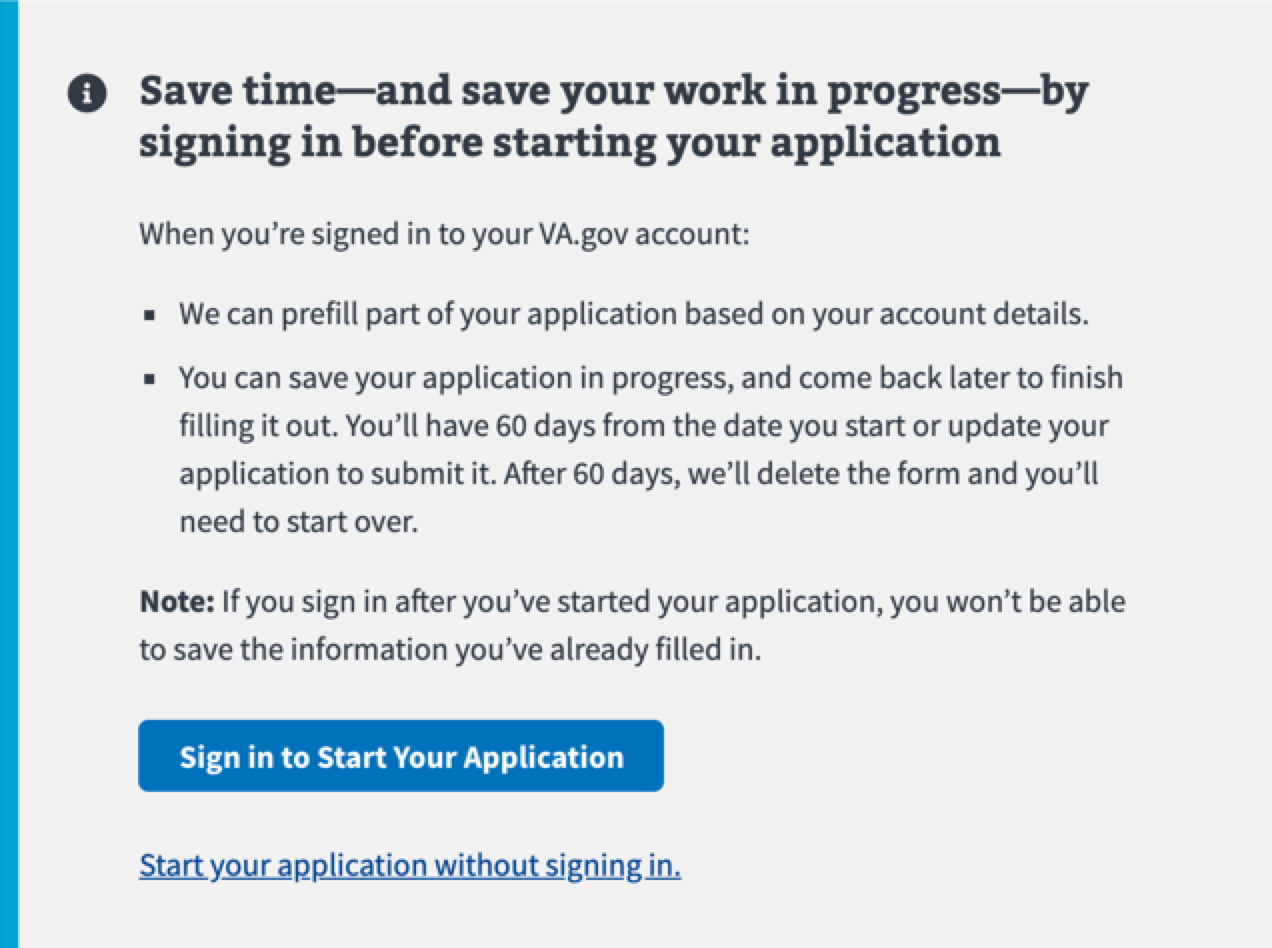 Save time—and save your work in progress—by
signing in before starting your application
When you’re signed in to your VA.gov account:
▪ We can prefill part of your application based on your account details.
▪ You can save your application in progress, and come back later to finish
filling it out. You’ll have 60 days from the date you start or update your
application to submit it. After 60 days, we’ll delete the form and you’ll
need to start over.
Note: If you sign in after you’ve started your application, you won’t be able
to save the information you’ve already filled in.
Sign in to Start Your Application
Start your application without signing in.